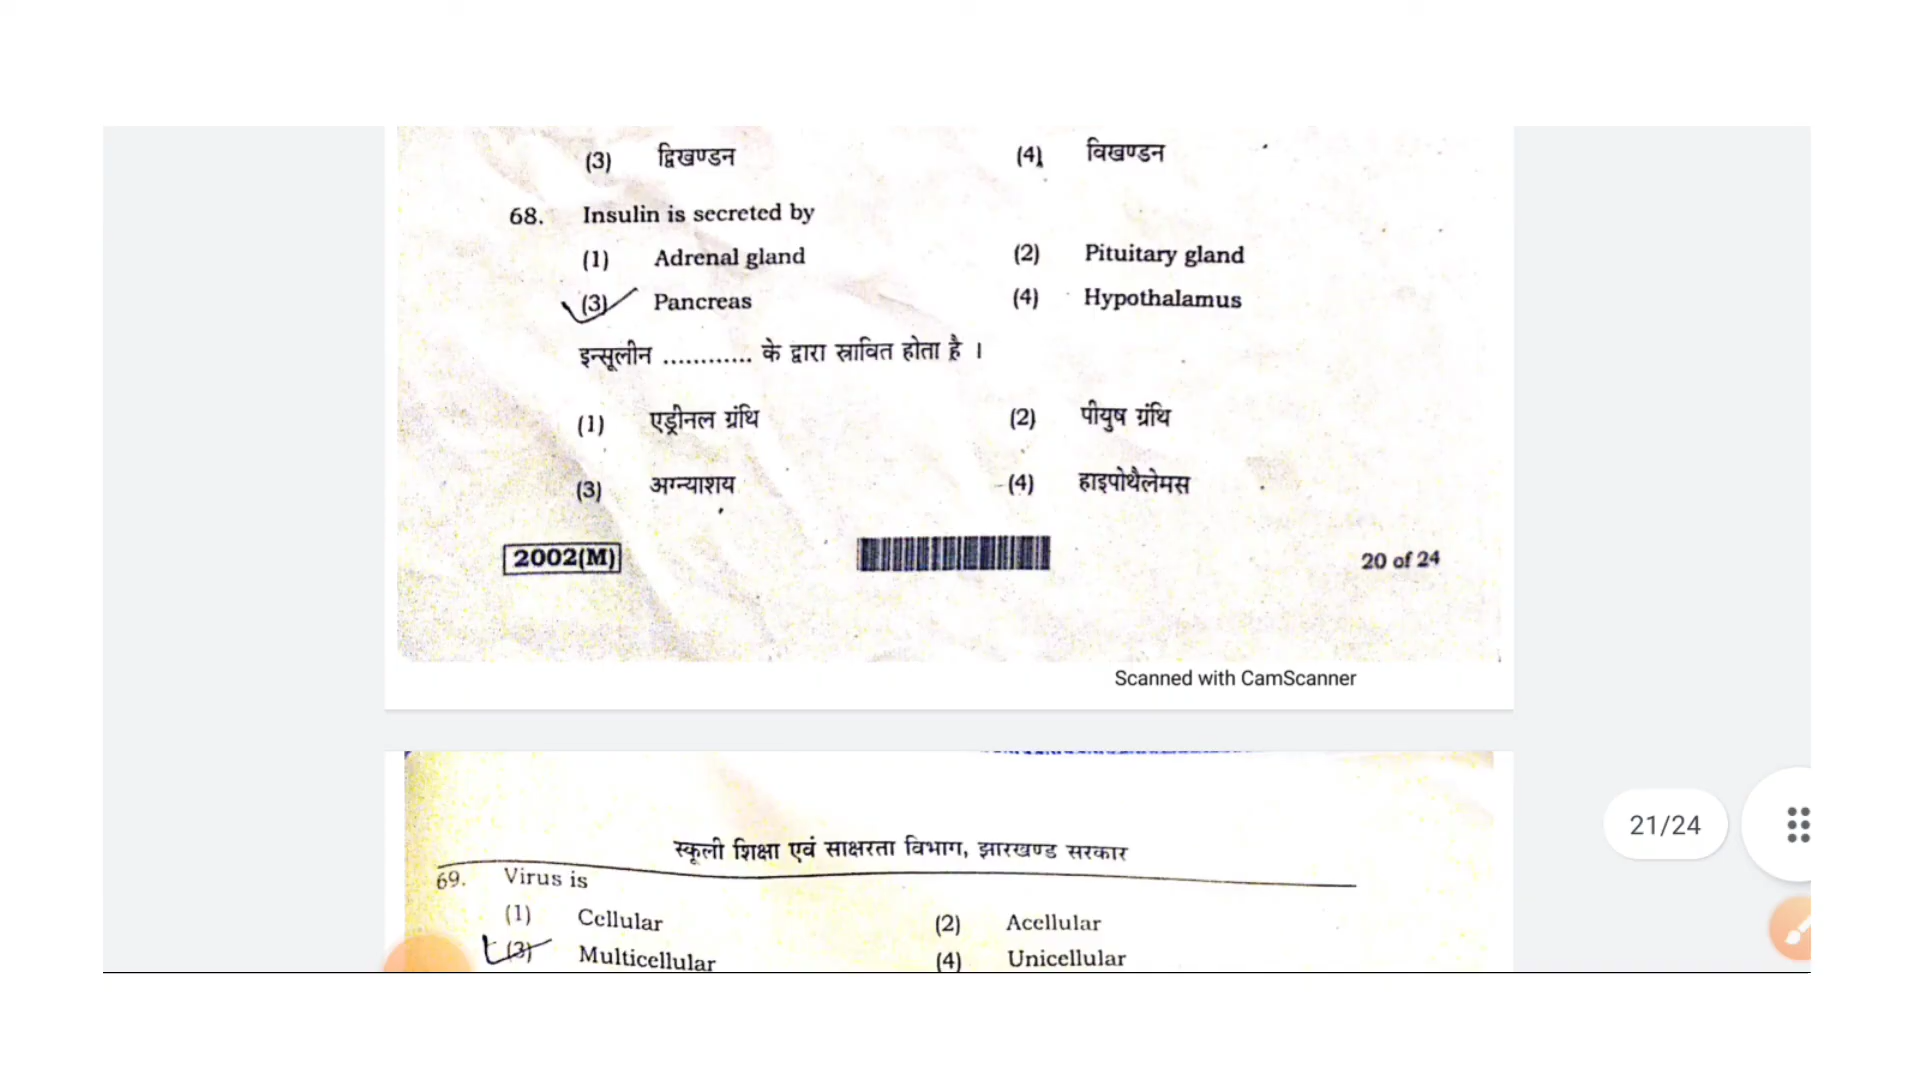 (3) द्विखण्डन (4) विखण्डन
68. Insulin is secreted by
(1) Adrenal gland (2) Pituitary gland
(3) Pancreas (4) Hypothalamus
इन्सूलीन ............ के द्वारा स्रावित होता है ।
(1) एड्रीनल ग्रंथि (2) पीयुष ग्रंथि
(3) अग्न्याशय (4) हाइपोथैलेमस
2002(M) 20 of 24
Scanned with CamScanner
स्कूली शिक्षा एवं साक्षरता विभाग, झारखण्ड सरकार
69. Virus is
(1) Cellular (2) Acellular
(3) Multicellular (4) Unicellular
21/24